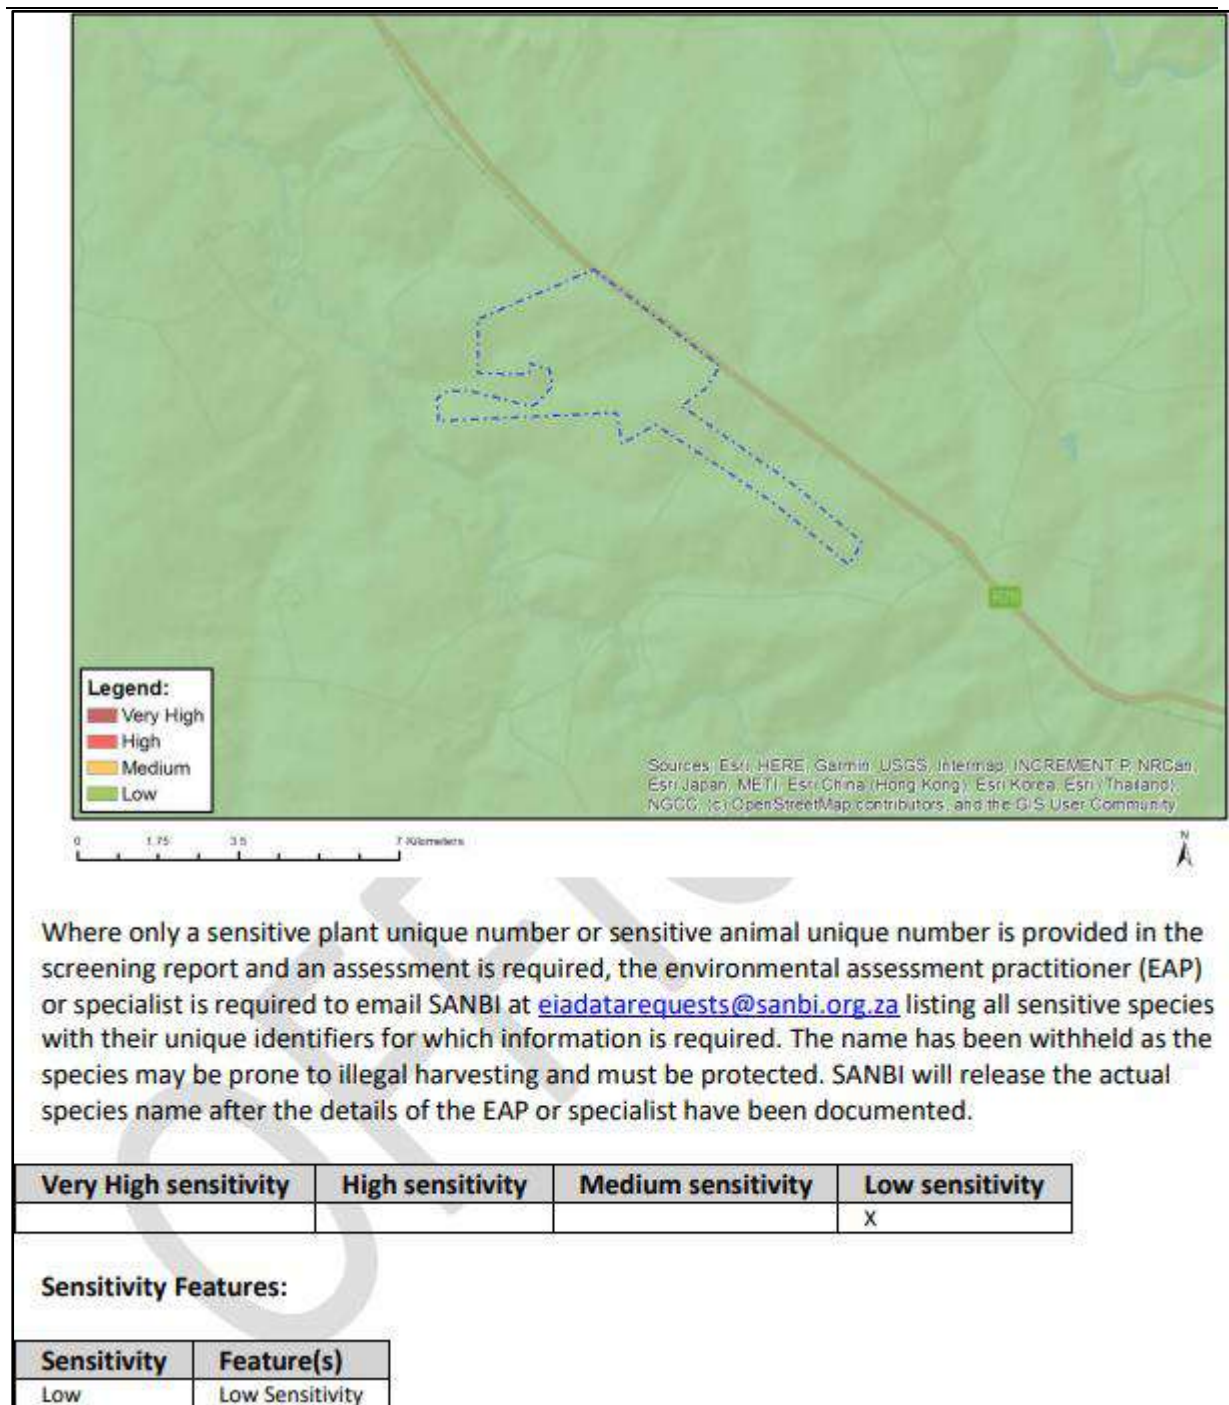 Legend:
Very High
High
Medium
Low
Sources: Esri, HERE, Garmin, USGS, Intermap, INCREMENT P, NRCan,
Esri Japan, METI, Esri China (Hong Kong), Esri Korea, Esri (Thailand),
NGCC, (c) OpenStreetMap contributors, and the GIS User Community
0 1.75 3.5 7 Kilometers
N
Where only a sensitive plant unique number or sensitive animal unique number is provided in the
screening report and an assessment is required, the environmental assessment practitioner (EAP)
or specialist is required to email SANBI at eiadatarequests@sanbi.org.za listing all sensitive species
with their unique identifiers for which information is required. The name has been withheld as the
species may be prone to illegal harvesting and must be protected. SANBI will release the actual
species name after the details of the EAP or specialist have been documented.
Very High sensitivity High sensitivity Medium sensitivity Low sensitivity
X
Sensitivity Features:
Sensitivity Feature(s)
Low Low Sensitivity